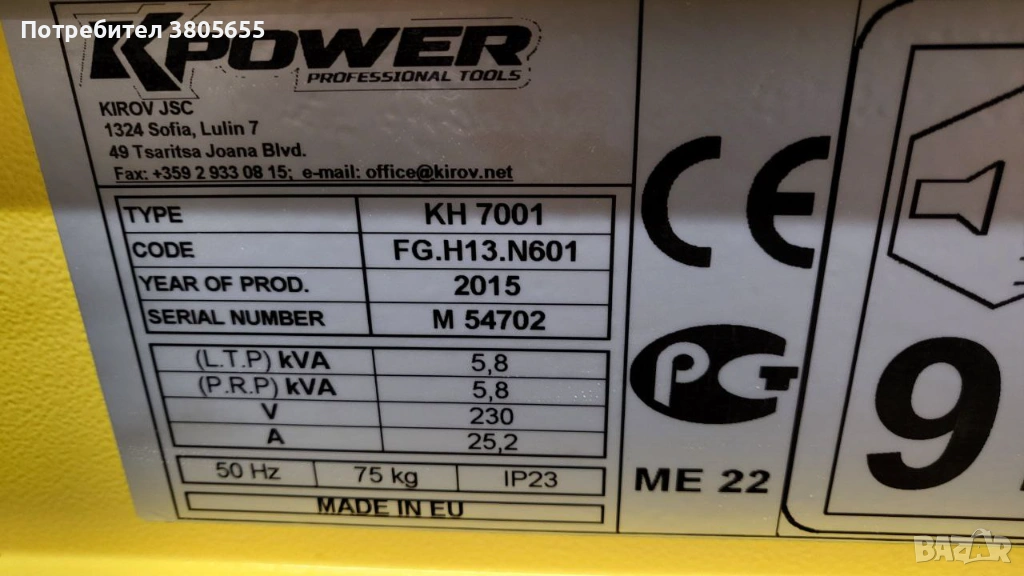 Потребител 3805655
KPOWER
PROFESSIONAL TOOLS
KIROV JSC
1324 Sofia, Lulin 7
49 Tsaritsa Joana Blvd.
Fax: +359 2 933 08 15; e-mail: office@kirov.net
TYPE KH 7001
CODE FG.H13.N601
YEAR OF PROD. 2015
SERIAL NUMBER M 54702
(L.T.P) kVA 5,8
(P.R.P) kVA 5,8
V 230
A 25,2
50 Hz 75 kg IP23
MADE IN EU
CE
РСТ
ME 22
9
BAZAR